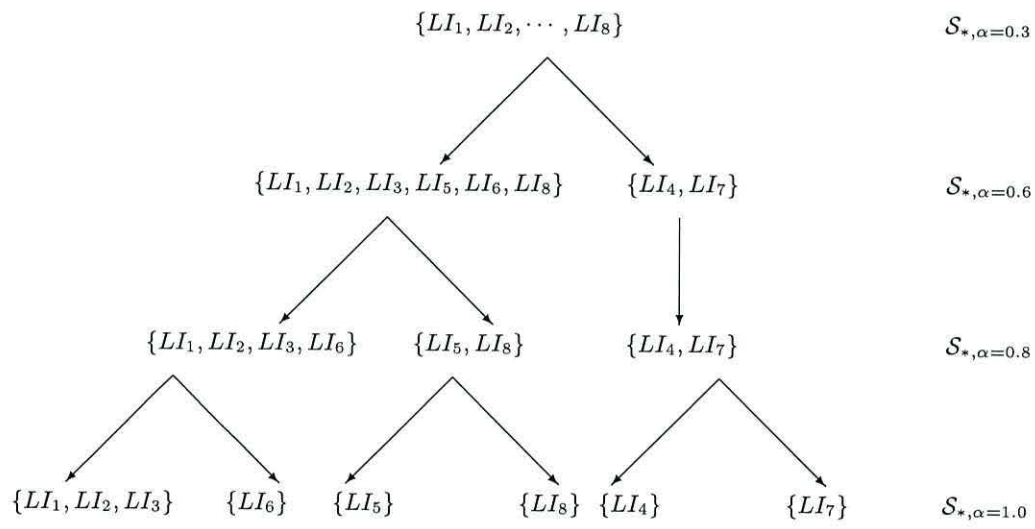 {LI₁, LI₂, ⋯ , LI₈} 𝒮∗,α=0.3
{LI₁, LI₂, LI₃, LI₅, LI₆, LI₈} {LI₄, LI₇} 𝒮∗,α=0.6
{LI₁, LI₂, LI₃, LI₆} {LI₅, LI₈} {LI₄, LI₇} 𝒮∗,α=0.8
{LI₁, LI₂, LI₃} {LI₆} {LI₅} {LI₈} {LI₄} {LI₇} 𝒮∗,α=1.0